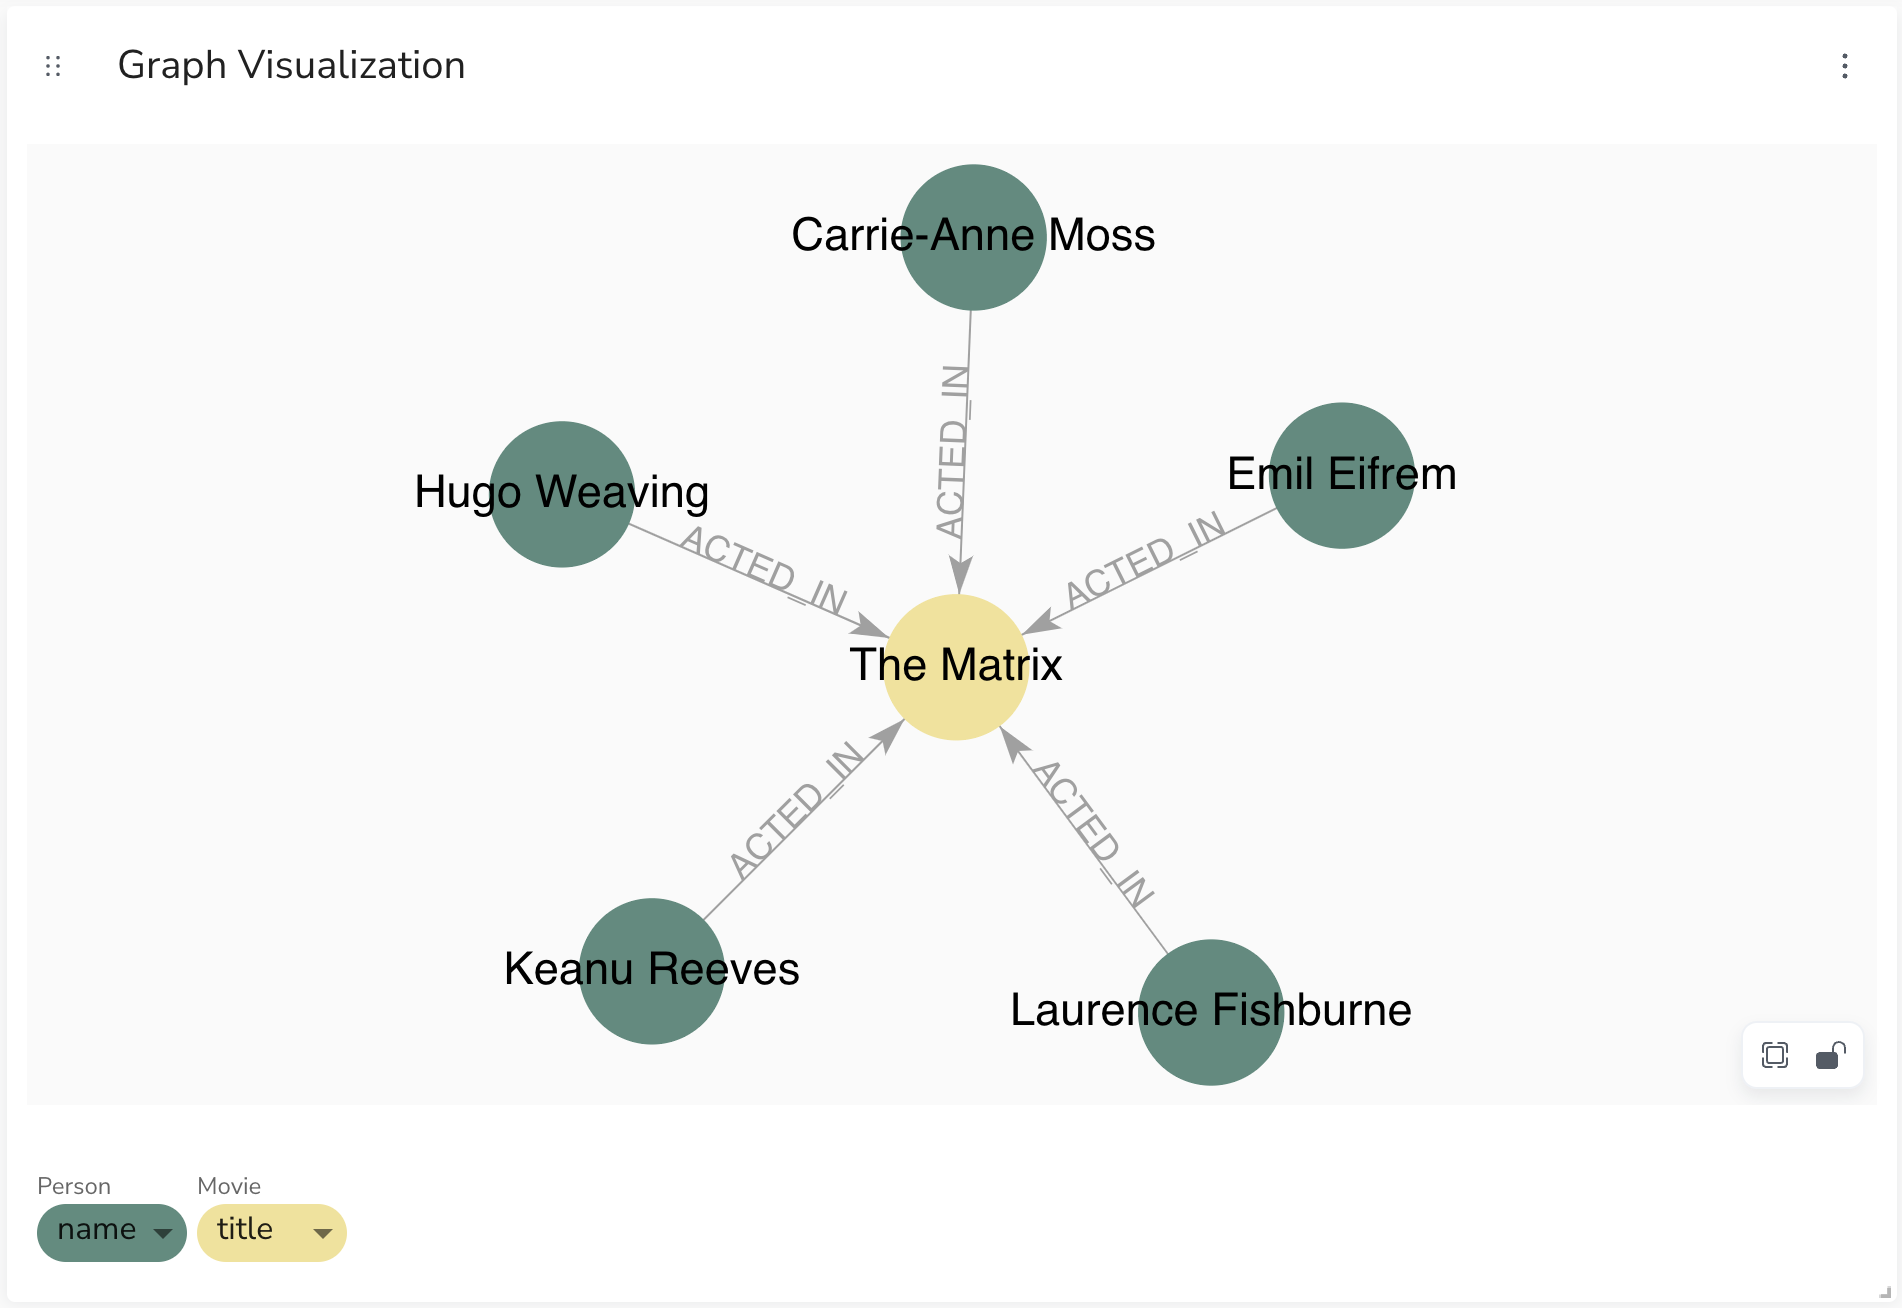 Graph Visualization
Carrie-Anne Moss
ACTED_IN
Hugo Weaving
Emil Eifrem
ACTED_IN
ACTED_IN
The Matrix
ACTED_IN
ACTED_IN
Keanu Reeves
Laurence Fishburne
Person
Movie
name
title